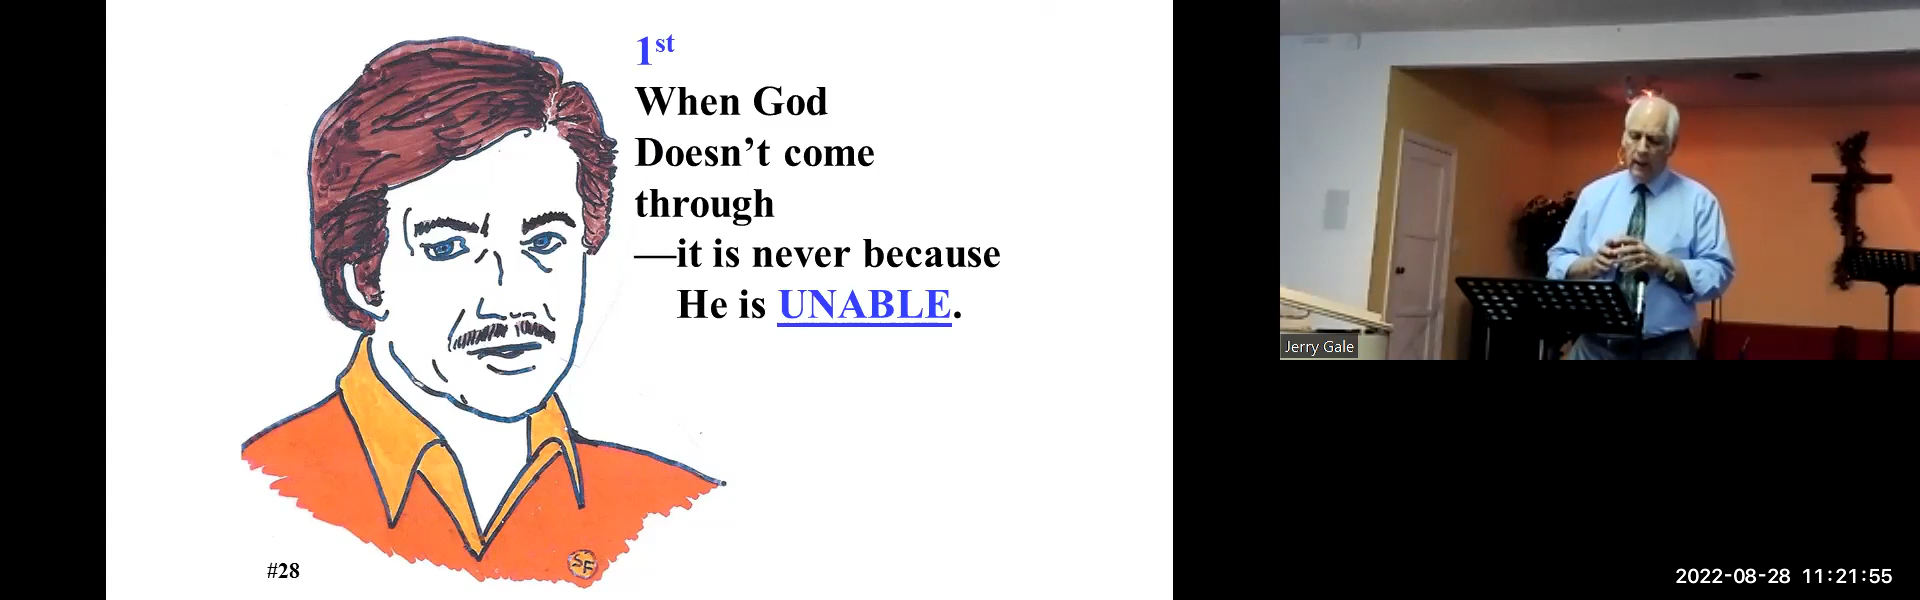 1st
When God
Doesn’t come
through
—it is never because
He is UNABLE.
#28
SF
Jerry Gale
2022-08-28 11:21:55